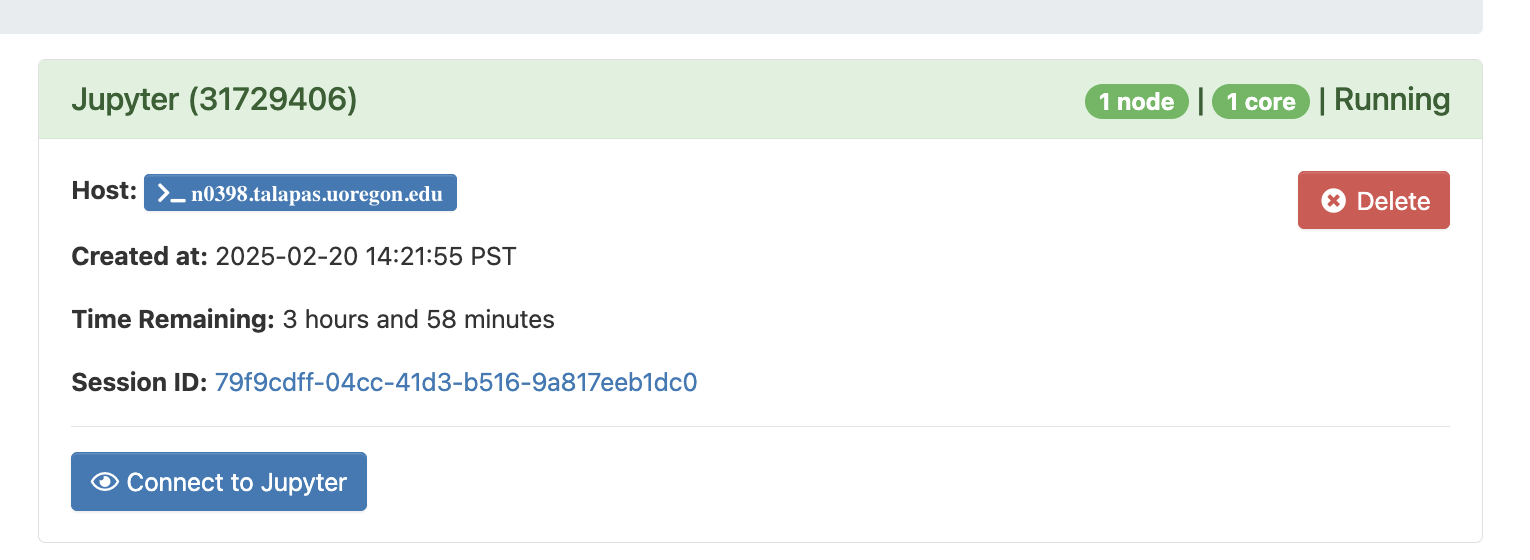 Jupyter (31729406) 1 node | 1 core | Running
Host: >_ n0398.talapas.uoregon.edu Delete
Created at: 2025-02-20 14:21:55 PST
Time Remaining: 3 hours and 58 minutes
Session ID: 79f9cdff-04cc-41d3-b516-9a817eeb1dc0
Connect to Jupyter